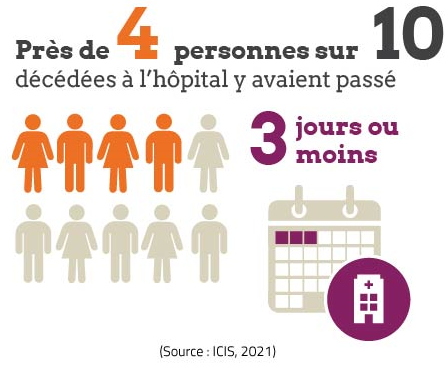 Près de 4 personnes sur 10
décédées à l’hôpital y avaient passé
3 jours ou
moins
(Source : ICIS, 2021)